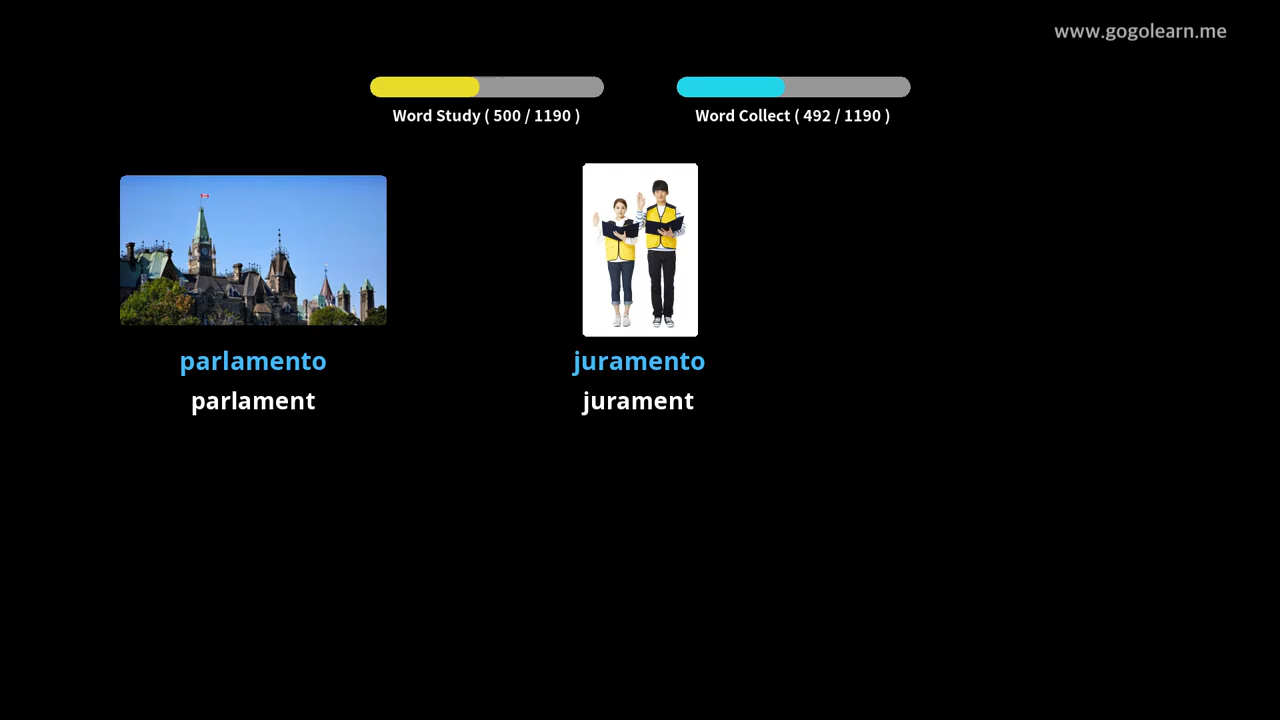 www.gogolearn.me
Word Study ( 500 / 1190 )
Word Collect ( 492 / 1190 )
parlamento
parlament
juramento
jurament